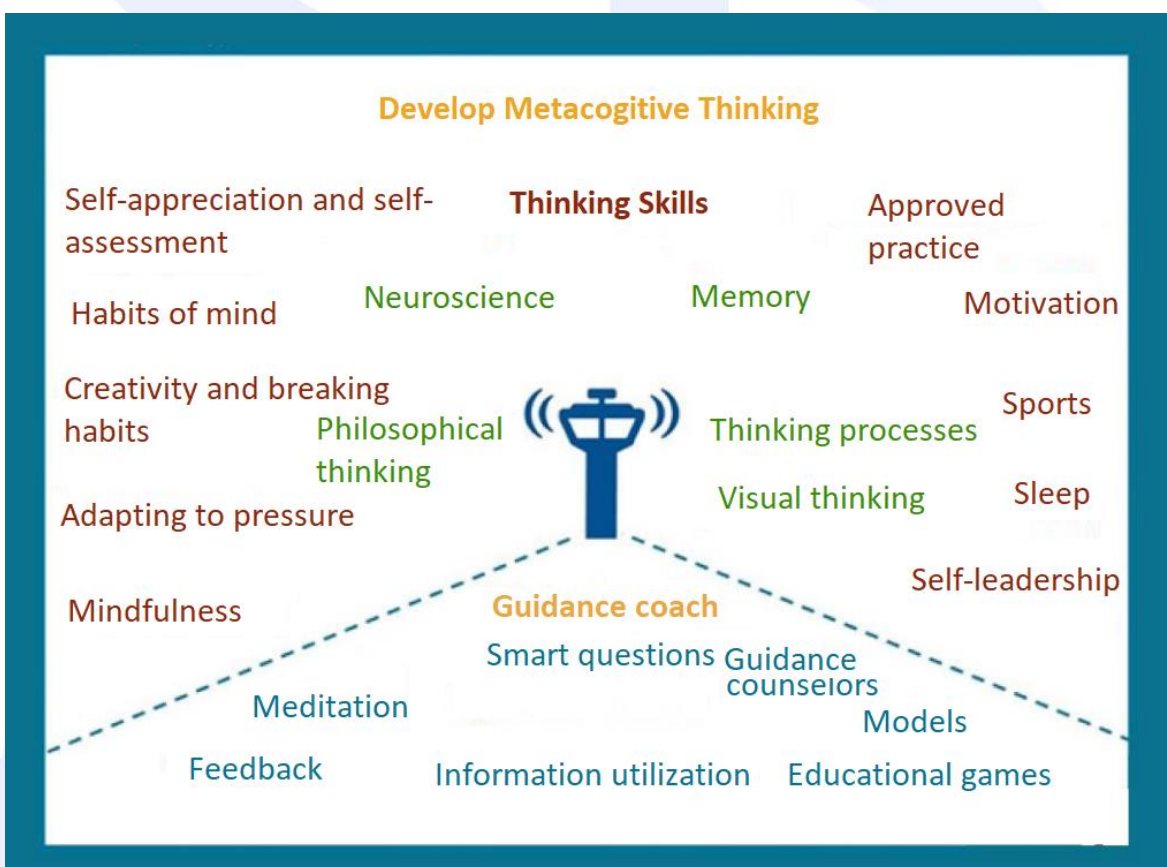 Develop Metacogitive Thinking
Self-appreciation and self-
assessment
Thinking Skills
Approved
practice
Habits of mind
Neuroscience
Memory
Motivation
Creativity and breaking
habits
Philosophical
thinking
Thinking processes
Sports
Visual thinking
Sleep
Adapting to pressure
Self-leadership
Mindfulness
Guidance coach
Smart questions
Guidance
counselors
Meditation
Models
Feedback
Information utilization
Educational games